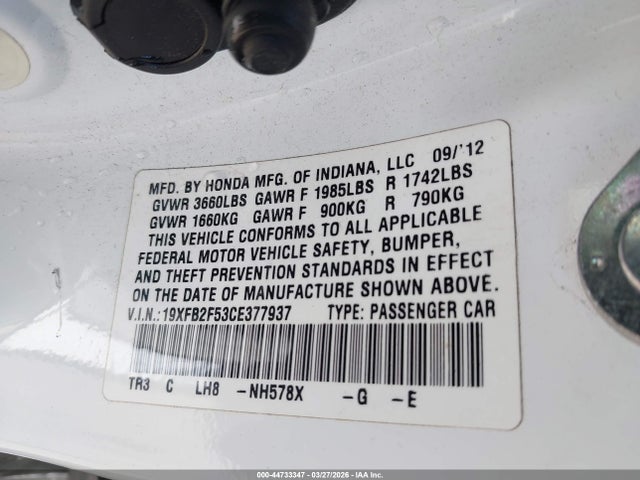 MFD. BY HONDA MFG. OF INDIANA, LLC 09/'12
GVWR 3660LBS GAWR F 1985LBS R 1742LBS
GVWR 1660KG GAWR F 900KG R 790KG
THIS VEHICLE CONFORMS TO ALL APPLICABLE
FEDERAL MOTOR VEHICLE SAFETY, BUMPER,
AND THEFT PREVENTION STANDARDS IN EFFECT
ON THE DATE OF MANUFACTURE SHOWN ABOVE.
V.I.N.: 19XFB2F53CE377937 TYPE: PASSENGER CAR
TR3 C LH8 -NH578X -G -E
000-44733347 | 03/27/2026 | IAA Inc.